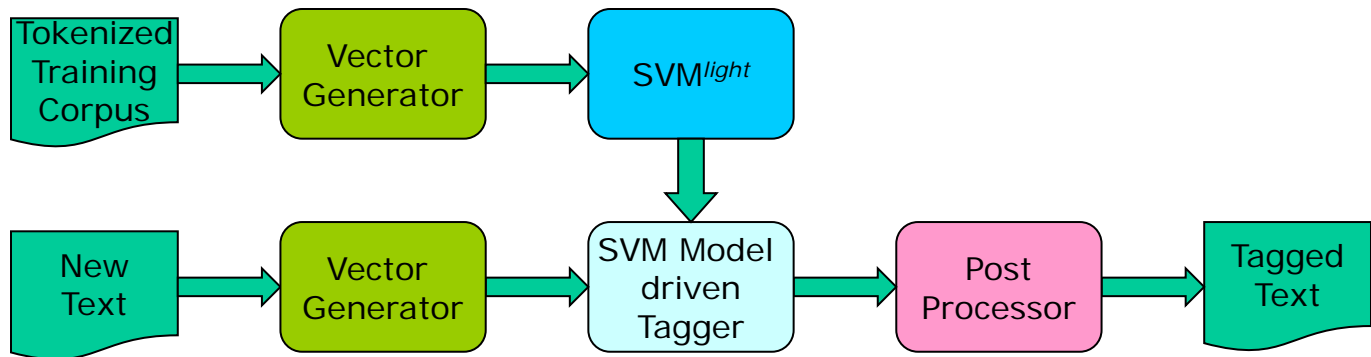 Tokenized
Training
Corpus
Vector
Generator
SVMlight
New
Text
Vector
Generator
SVM Model
driven
Tagger
Post
Processor
Tagged
Text